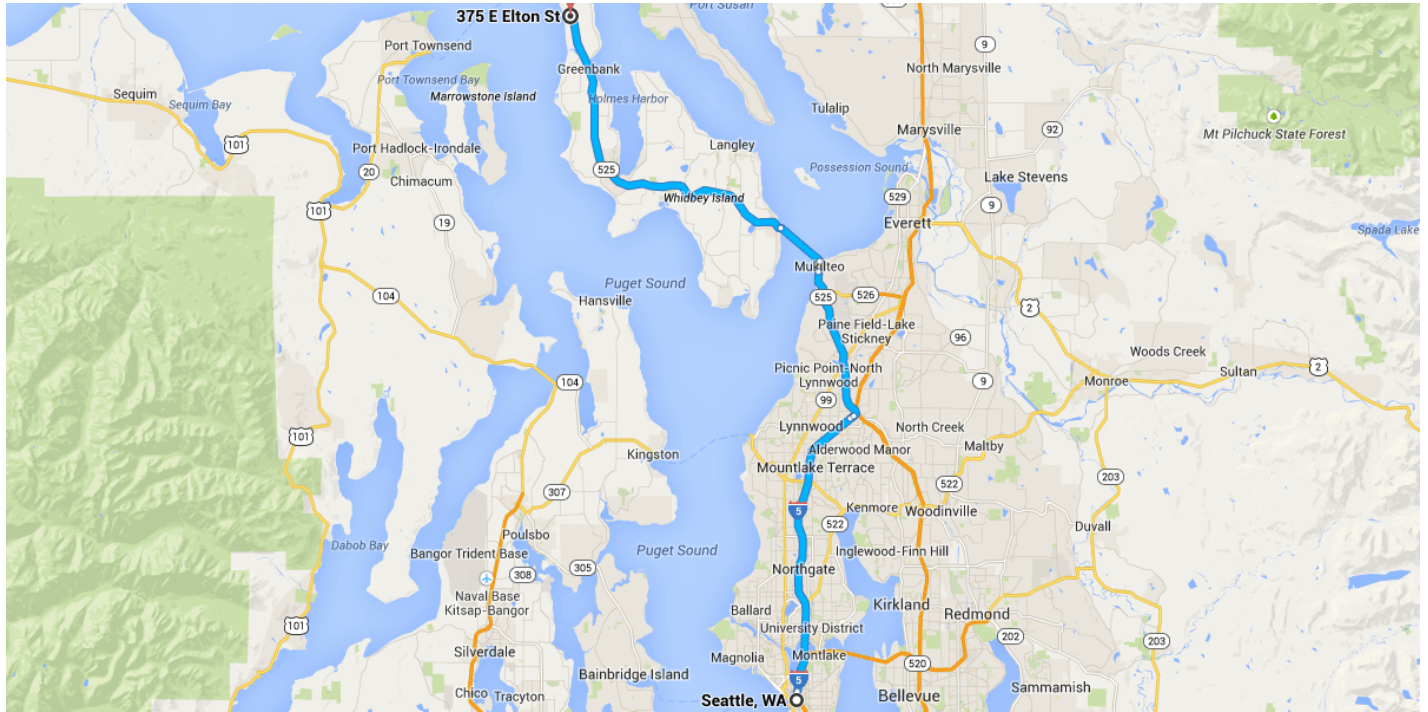 375 E Elton St
Port Susan
529
9
Port Townsend
Greenbank
North Marysville
Port Townsend Bay
Marrowstone Island
Holmes Harbor
Sequim
Sequim Bay
Tulalip
Marysville
92
Mt Pilchuck State Forest
101
Port Hadlock-Irondale
Langley
20
525
Possession Sound
Chimacum
Lake Stevens
Whidbey Island
529
9
101
19
Everett
Spada Lake
Mukilteo
Puget Sound
104
Hansville
525
526
2
Paine Field-Lake
Stickney
96
Woods Creek
Picnic Point-North
Lynnwood
2
104
9
Monroe
Sultan
99
Lynnwood
North Creek
101
Alderwood Manor
Maltby
Kingston
Mountlake Terrace
203
307
522
5
Kenmore
Woodinville
522
Duvall
Poulsbo
Dabob Bay
Bangor Trident Base
Puget Sound
Inglewood-Finn Hill
308
305
Northgate
Naval Base
Kitsap-Bangor
Ballard
Kirkland
Redmond
101
University District
202
203
Silverdale
Magnolia
Montlake
520
Bainbridge Island
5
Sammamish
Chico
Tracyton
Seattle, WA
Bellevue